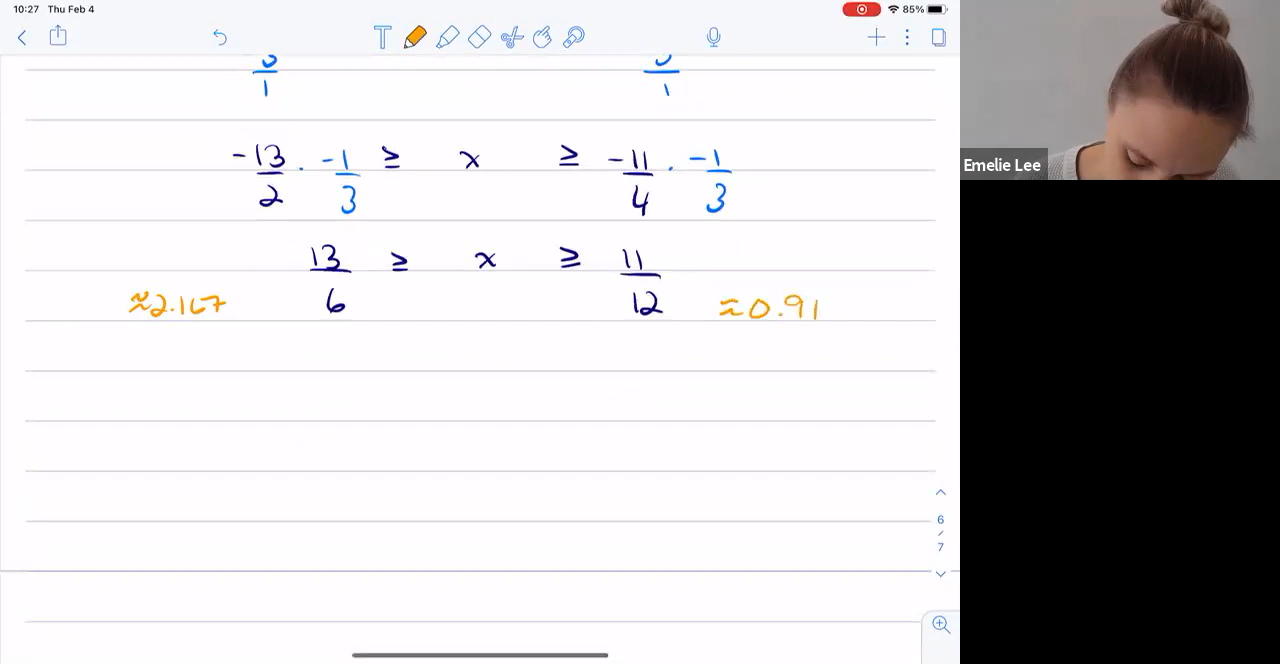 10:27 Thu Feb 4 85%
T
1 1
-13/2 · -1/3 ≥ x ≥ -11/4 · -1/3
Emelie Lee
13/6 ≥ x ≥ 11/12
≈2.167 ≈0.91
6
/
7